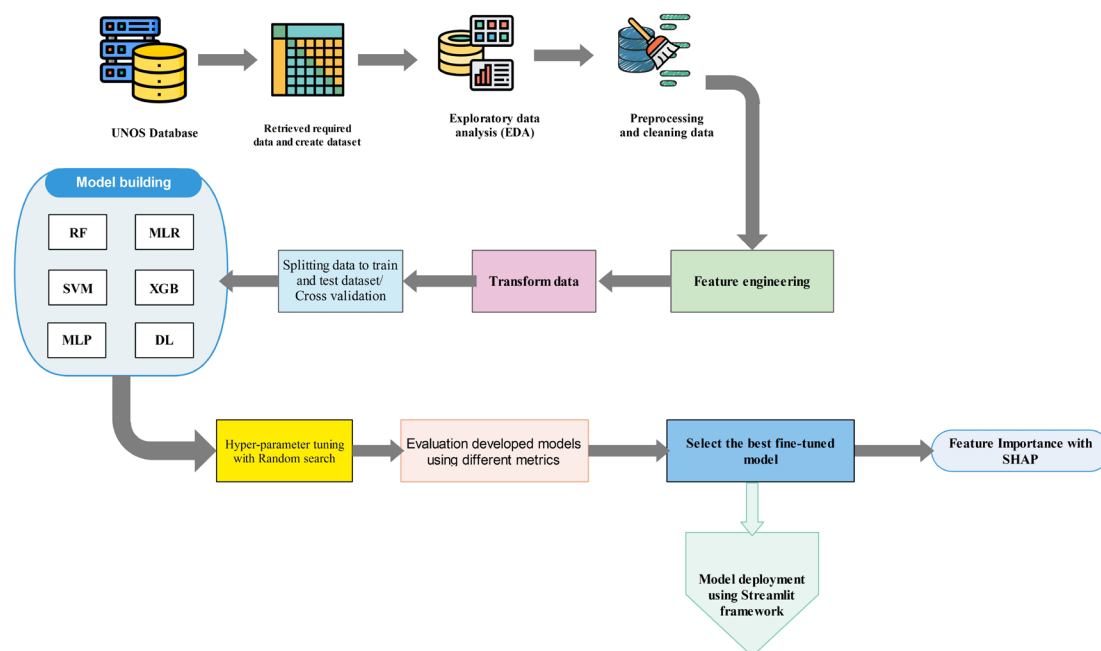 UNOS Database
Retrieved required
data and create dataset
Exploratory data
analysis (EDA)
Preprocessing
and cleaning data
Model building
RF
MLR
SVM
XGB
MLP
DL
Splitting data to train
and test dataset/
Cross validation
Transform data
Feature engineering
Hyper-parameter tuning
with Random search
Evaluation developed models
using different metrics
Select the best fine-tuned
model
Feature Importance with
SHAP
Model deployment
using Streamlit
framework